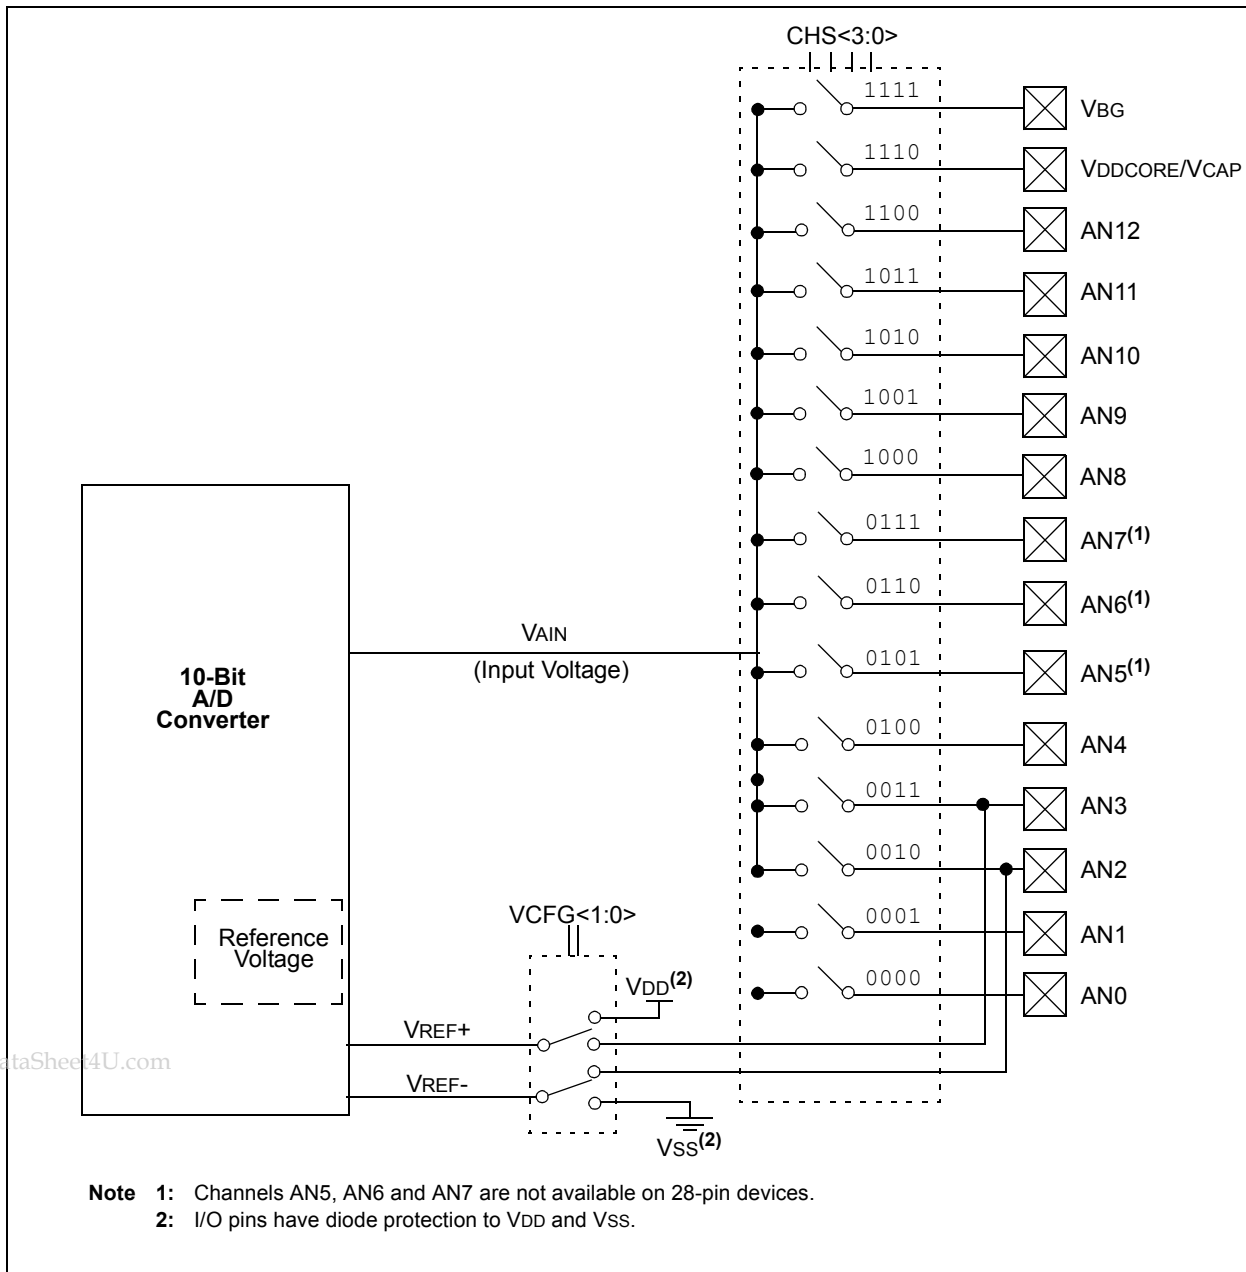 CHS<3:0>
1111
VBG
1110
VDDCORE/VCAP
1100
AN12
1011
AN11
1010
AN10
1001
AN9
1000
AN8
0111
AN7(1)
0110
AN6(1)
VAIN
(Input Voltage)
0101
AN5(1)
10-Bit
A/D
Converter
0100
AN4
0011
AN3
0010
AN2
VCFG<1:0>
0001
AN1
Reference
Voltage
VDD(2)
0000
AN0
VREF+
ataSheet4U.com
VREF-
VSS(2)
Note 1: Channels AN5, AN6 and AN7 are not available on 28-pin devices.
2: I/O pins have diode protection to VDD and VSS.